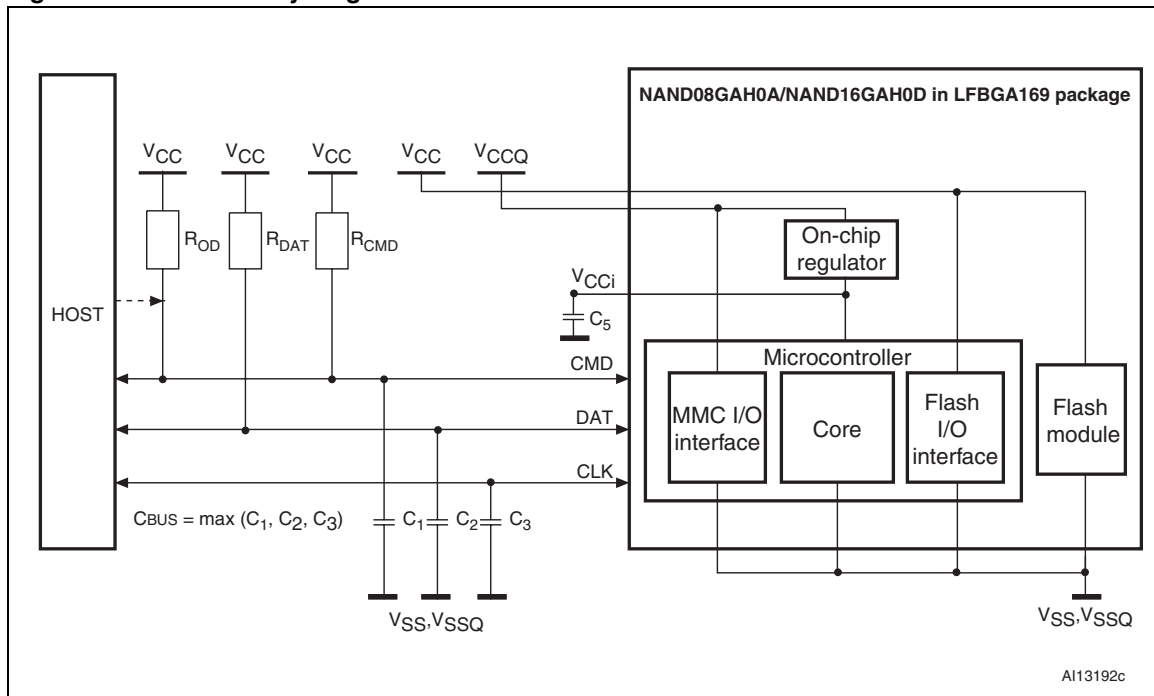 NAND08GAH0A/NAND16GAH0D in LFBGA169 package
VCC VCC VCC VCC VCCQ
ROD RDAT RCMD
On-chip
regulator
VCCi
HOST
C5
Microcontroller
CMD
MMC I/O
interface
Core
Flash
I/O
interface
Flash
module
DAT
CLK
CBUS = max (C1, C2, C3)
C1 C2 C3
VSS,VSSQ
VSS,VSSQ
AI13192c